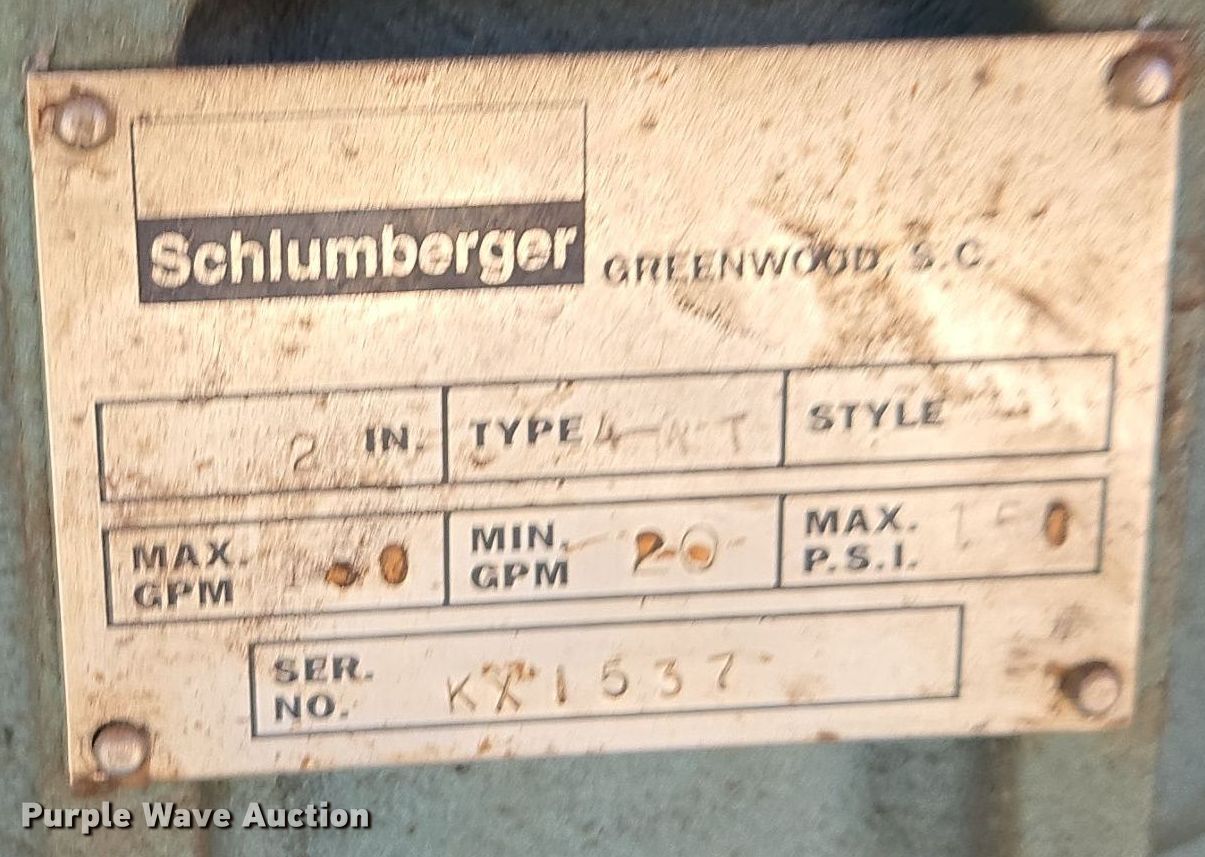 Schlumberger GREENWOOD, S.C.
2 IN. TYPE STYLE
MAX. GPM MIN. GPM 20 MAX. P.S.I.
SER. NO. KX1537
Purple Wave Auction